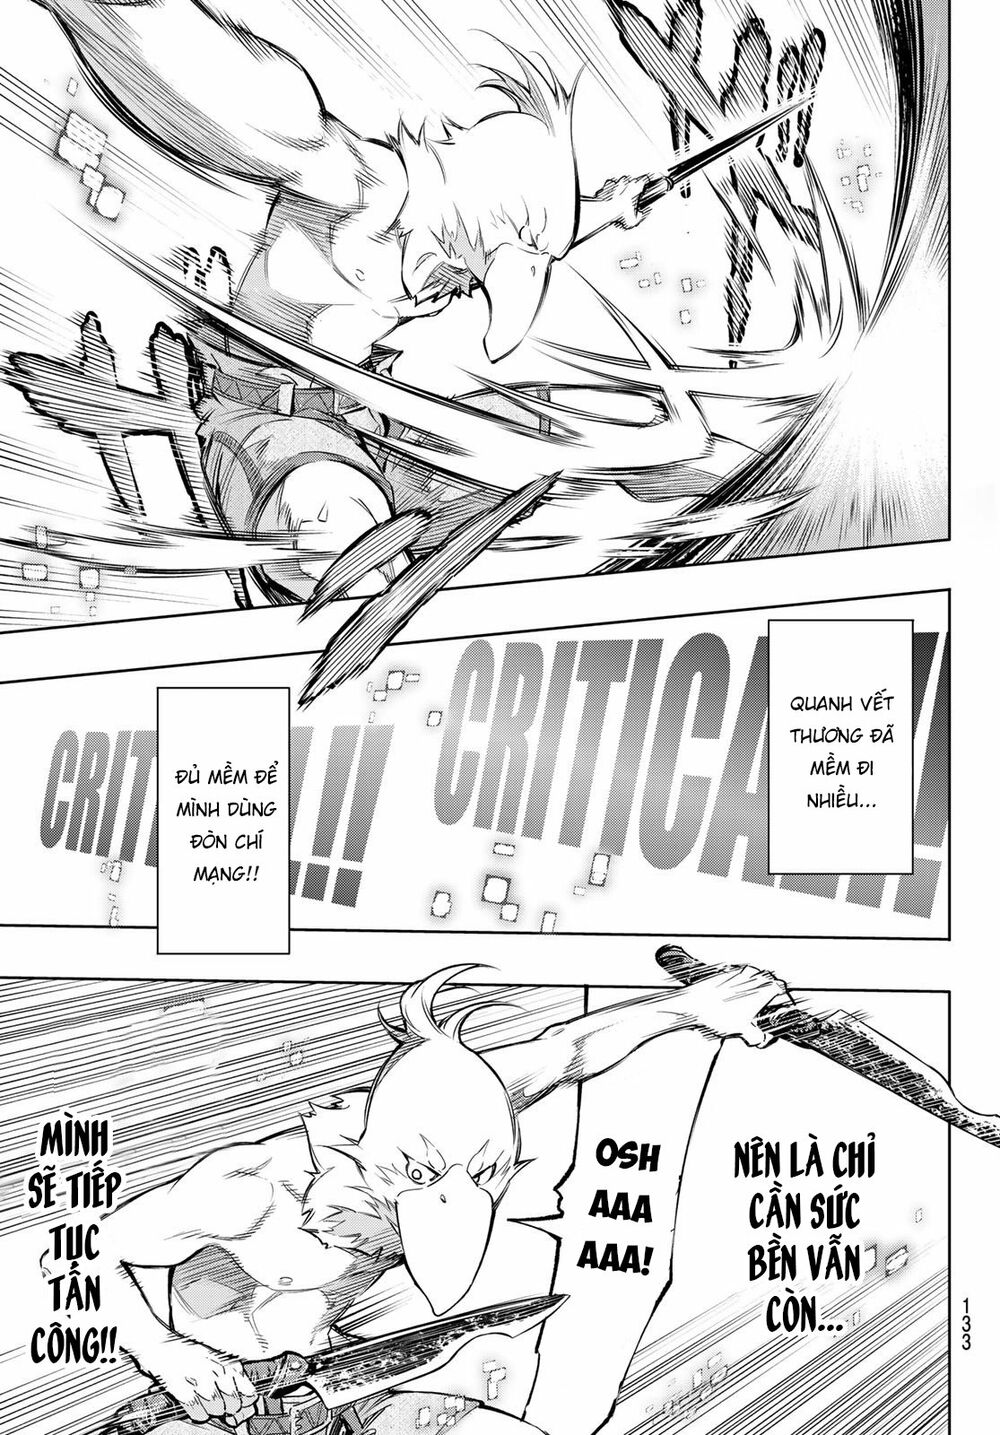 QUANH VẾT
THƯƠNG ĐÃ
MỀM ĐI
NHIỀU...
CRITICAL!!
CRITICAL!!
ĐỦ MỀM ĐỂ
MÌNH DÙNG
ĐÒN CHÍ
MẠNG!!
NÊN LÀ CHỈ
CẦN SỨC
BỀN VẪN
CÒN...
OSH
AAA
AAA!
MÌNH
SẼ TIẾP
TỤC
TẤN
CÔNG!!
133